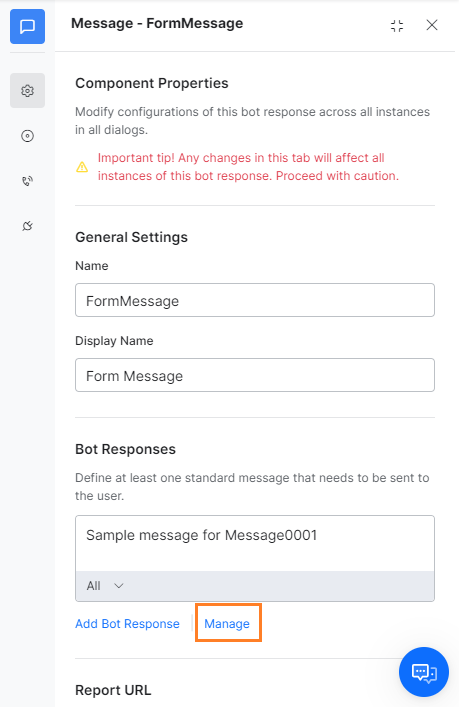 Message - FormMessage
Component Properties
Modify configurations of this bot response across all instances
in all dialogs.
Important tip! Any changes in this tab will affect all
instances of this bot response. Proceed with caution.
General Settings
Name
FormMessage
Display Name
Form Message
Bot Responses
Define at least one standard message that needs to be sent to
the user.
Sample message for Message0001
All
Add Bot Response
Manage
Report URL